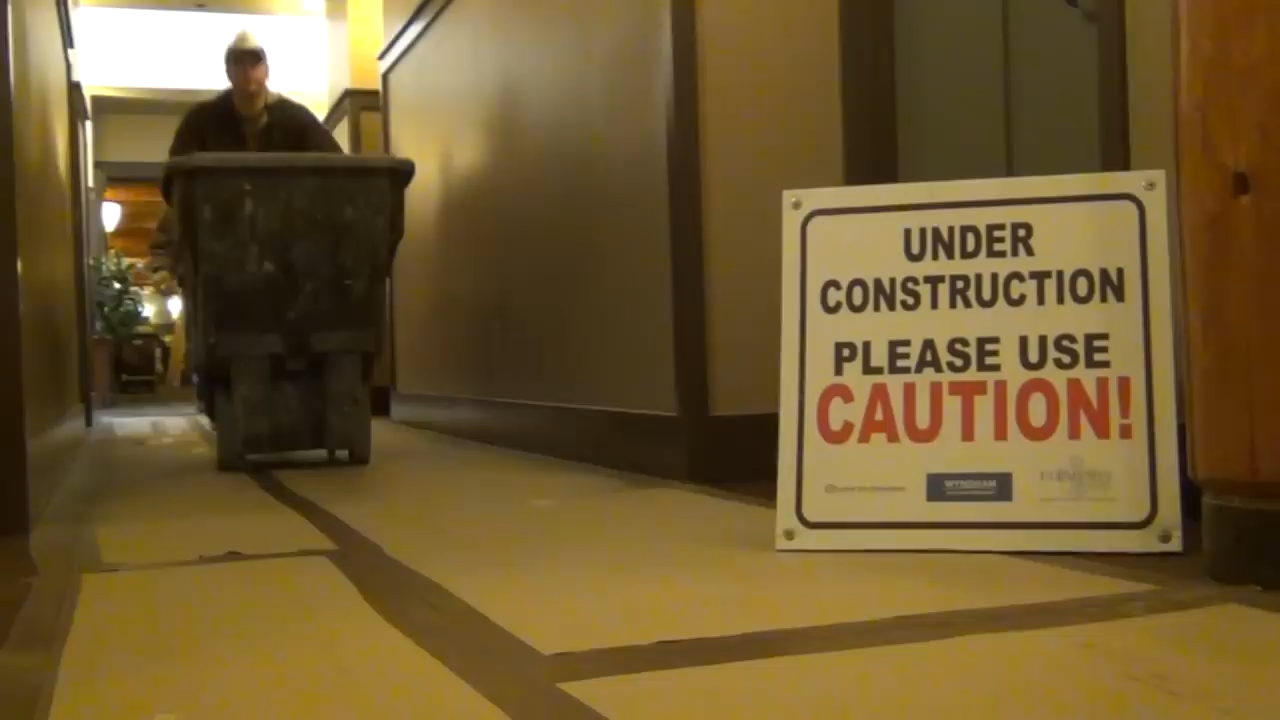 UNDER
CONSTRUCTION
PLEASE USE
CAUTION!
WYNDHAM